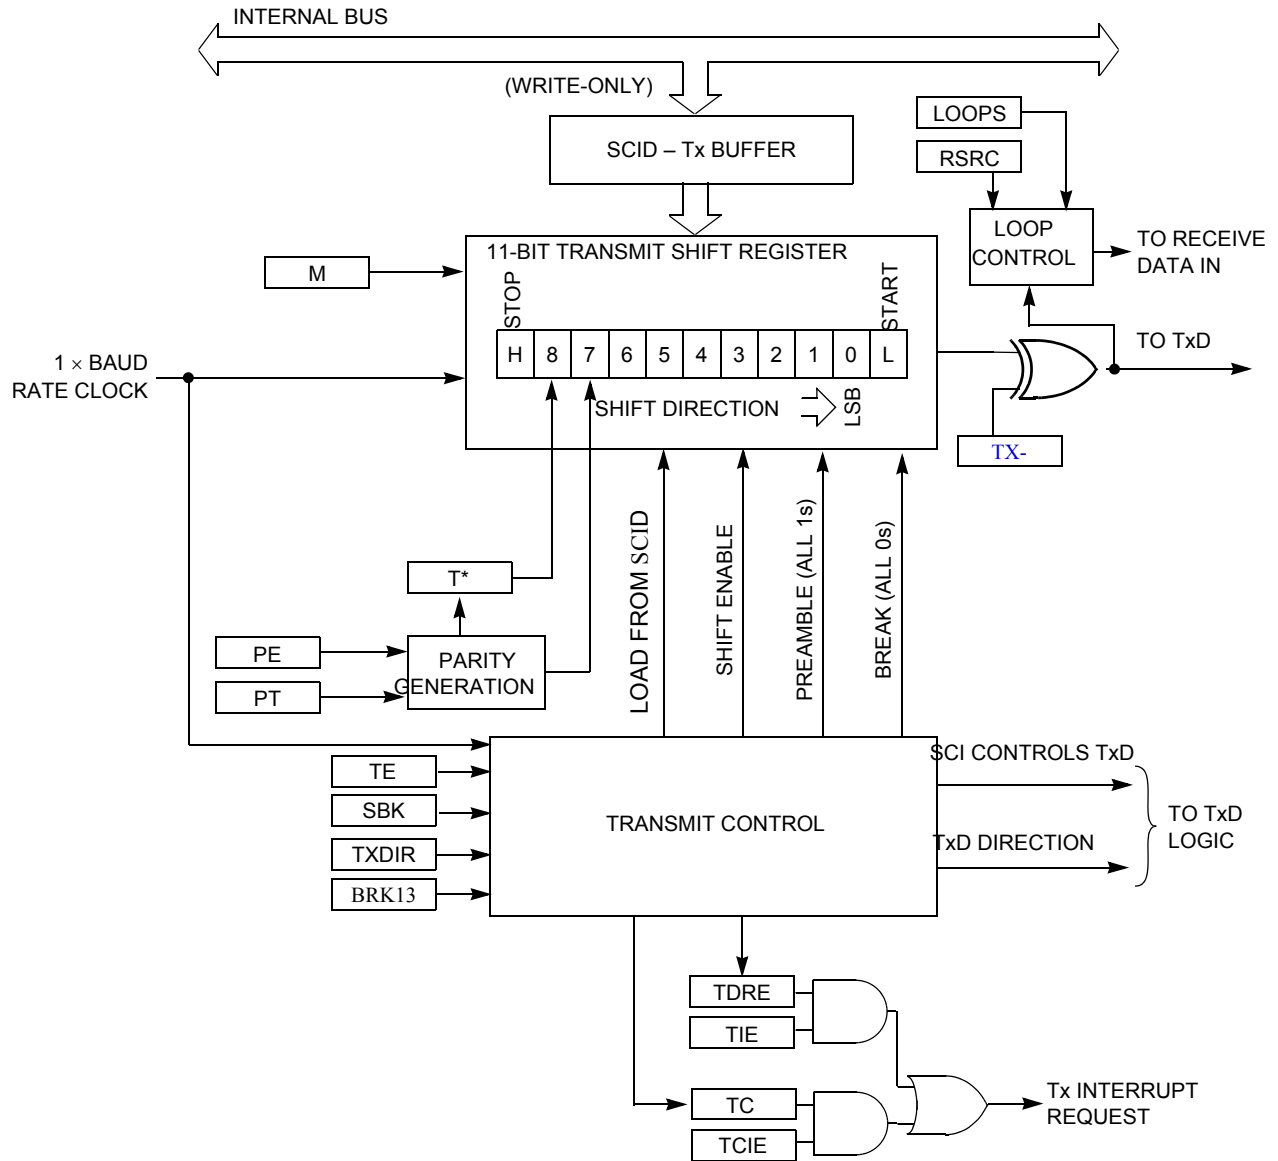 INTERNAL BUS
(WRITE-ONLY)
SCID – Tx BUFFER
LOOPS
RSRC
LOOP
CONTROL
TO RECEIVE
DATA IN
11-BIT TRANSMIT SHIFT REGISTER
M
STOP
START
H 8 7 6 5 4 3 2 1 0 L
1 × BAUD
RATE CLOCK
SHIFT DIRECTION
LSB
TO TxD
TX-
LOAD FROM SCID
SHIFT ENABLE
PREAMBLE (ALL 1s)
BREAK (ALL 0s)
T*
PE
PT
PARITY
GENERATION
TE
SBK
TXDIR
BRK13
TRANSMIT CONTROL
SCI CONTROLS TxD
TxD DIRECTION
TO TxD
LOGIC
TDRE
TIE
TC
TCIE
Tx INTERRUPT
REQUEST